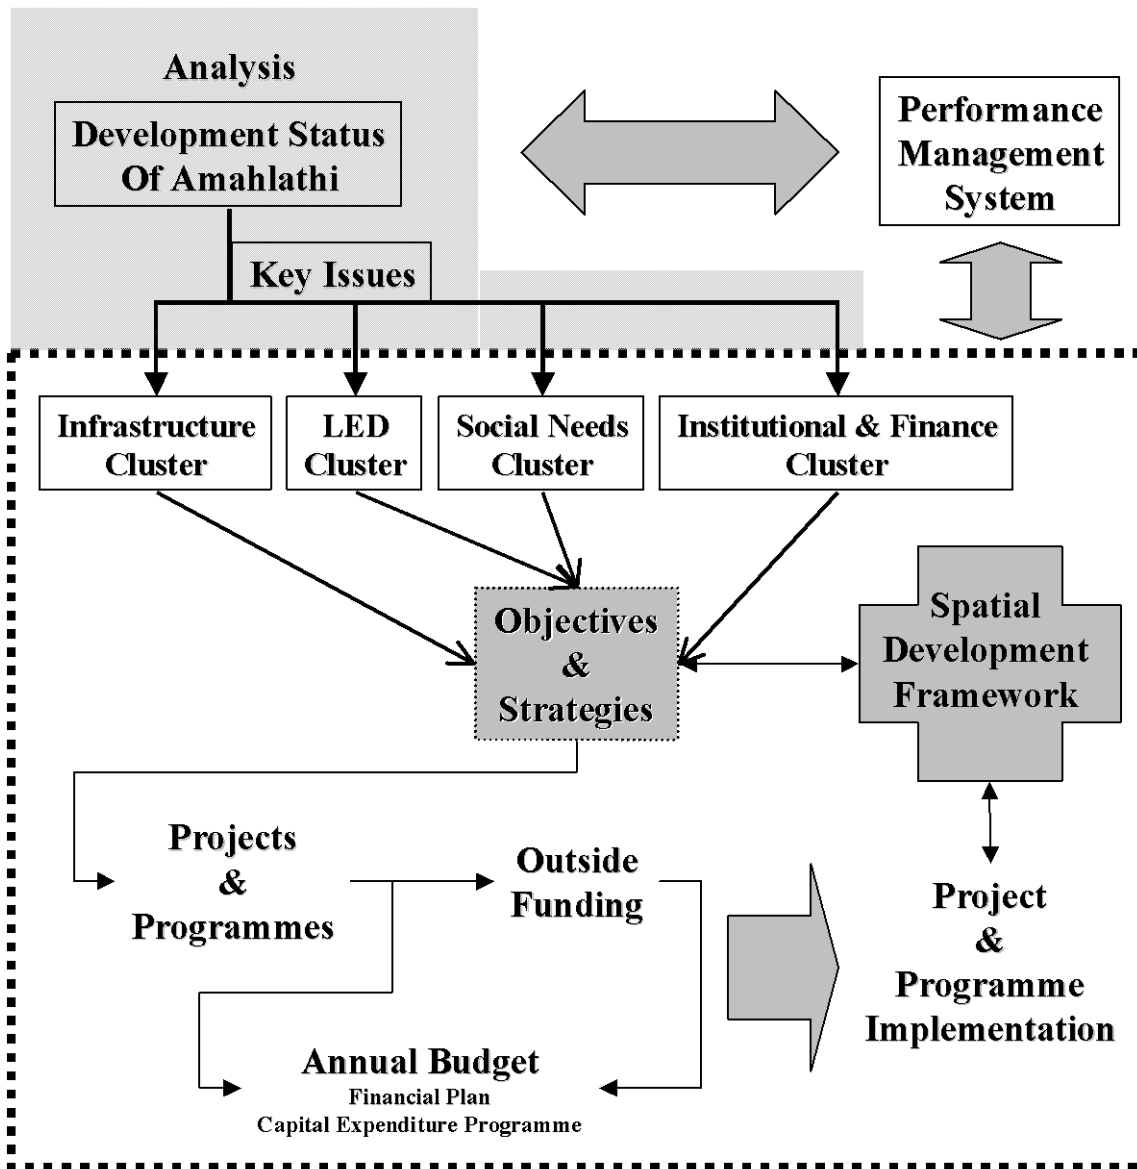 Analysis
Development Status
Of Amahlathi
Performance
Management
System
Key Issues
Infrastructure
Cluster
LED
Cluster
Social Needs
Cluster
Institutional & Finance
Cluster
Objectives
&
Strategies
Spatial
Development
Framework
Projects
&
Programmes
Outside
Funding
Project
&
Programme
Implementation
Annual Budget
Financial Plan
Capital Expenditure Programme